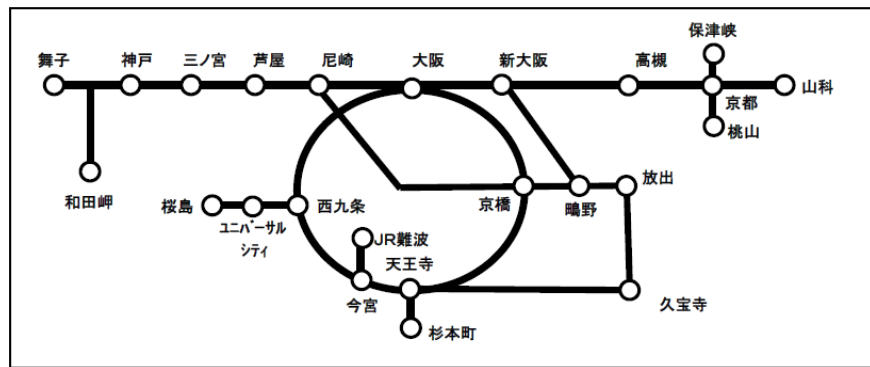 保津峡
舞子
神戸
三ノ宮
芦屋
尼崎
大阪
新大阪
高槻
山科
京都
桃山
和田岬
桜島
ユニバーサル
シティ
西九条
京橋
鴫野
放出
JR難波
天王寺
今宮
久宝寺
杉本町